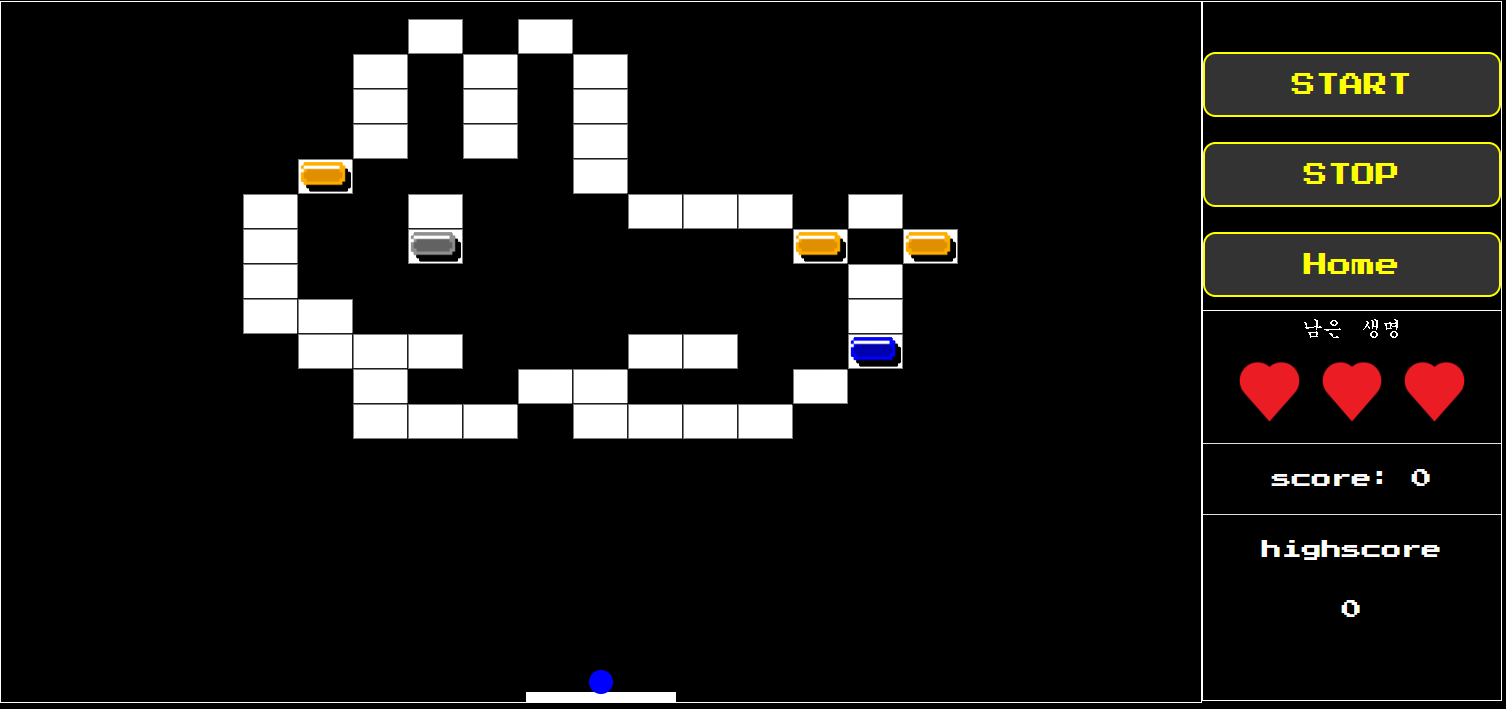 START
STOP
Home
남은 생명
score: 0
highscore
0